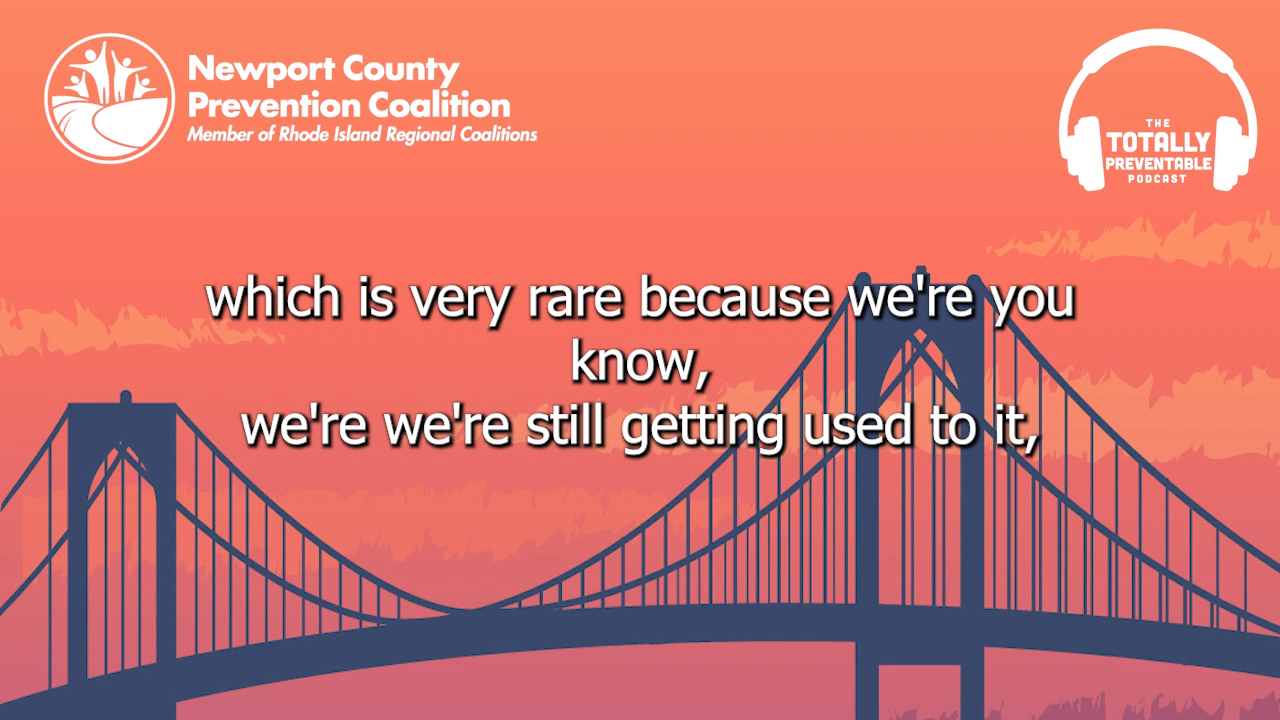 Newport County
Prevention Coalition
Member of Rhode Island Regional Coalitions
THE
TOTALLY
PREVENTABLE
PODCAST
which is very rare because we're you
know,
we're we're still getting used to it,